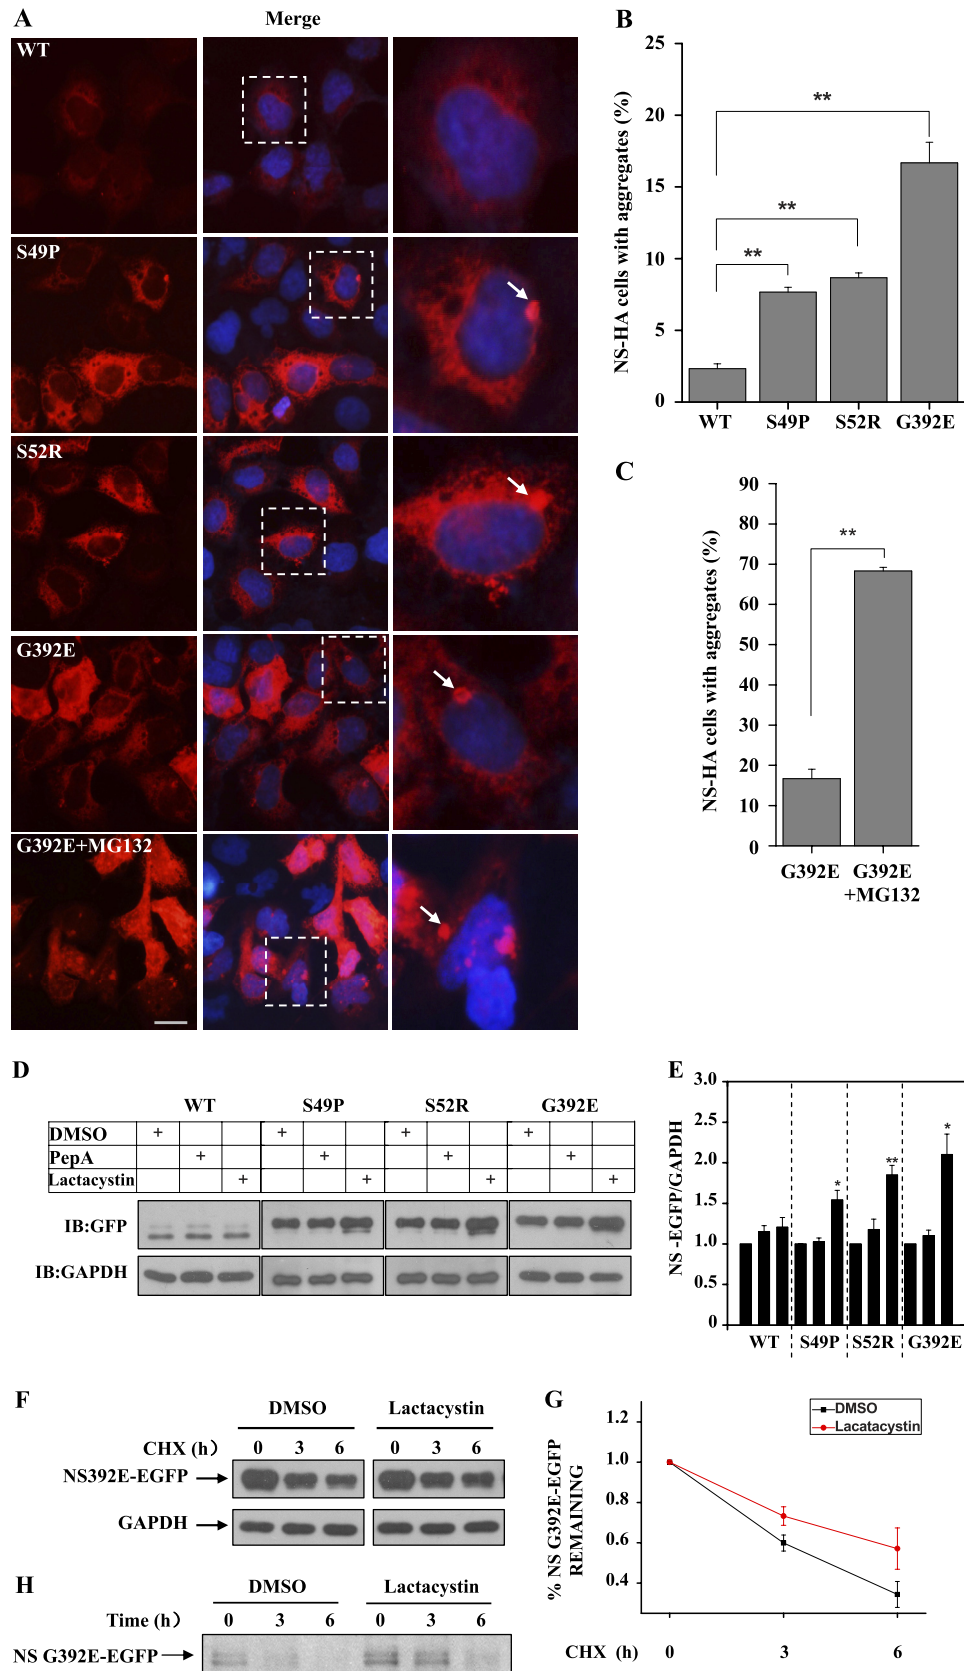 A
Merge
WT
S49P
S52R
G392E
G392E+MG132
B
NS-HA cells with aggregates (%)
25
20
15
10
5
0
**
**
**
WT S49P S52R G392E
C
NS-HA cells with aggregates (%)
90
80
70
60
50
40
30
20
10
0
**
G392E G392E
+MG132
D
WT S49P S52R G392E
DMSO + + + +
PepA + + + +
Lactacystin + + + +
IB:GFP
IB:GAPDH
E
NS -EGFP/GAPDH
3.0
2.5
2.0
1.5
1.0
0.5
0
* ** *
WT S49P S52R G392E
F
DMSO Lactacystin
CHX (h) 0 3 6 0 3 6
NS392E-EGFP
GAPDH
G
% NS G392E-EGFP
REMAINING
1.2
1.0
0.8
0.6
0.4
DMSO
Lacatacystin
CHX (h) 0 3 6
H
DMSO Lactacystin
Time (h) 0 3 6 0 3 6
NS G392E-EGFP